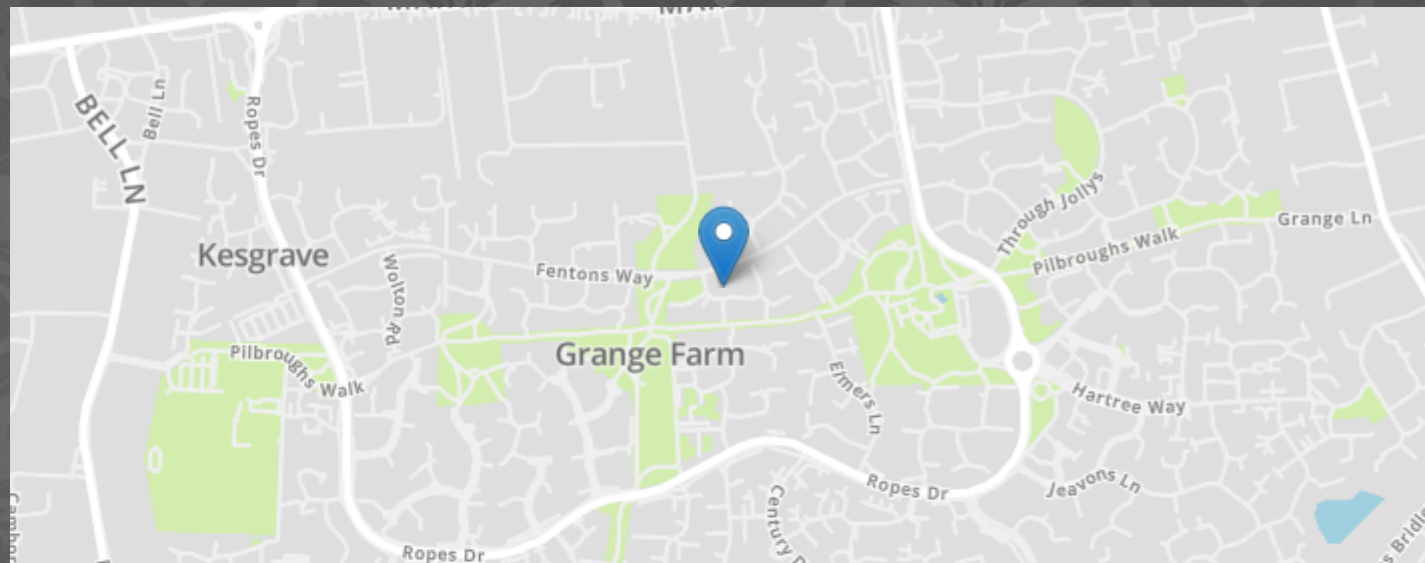 BELL LN
Bell Ln
Ropes Dr
Through Jollys
Grange Ln
Pilbroughs Walk
Kesgrave
Wolton Rd
Fentons Way
Pilbroughs Walk
Grange Farm
Elmers Ln
Hartree Way
Jeavons Ln
Ropes Dr
Century
Ropes Dr